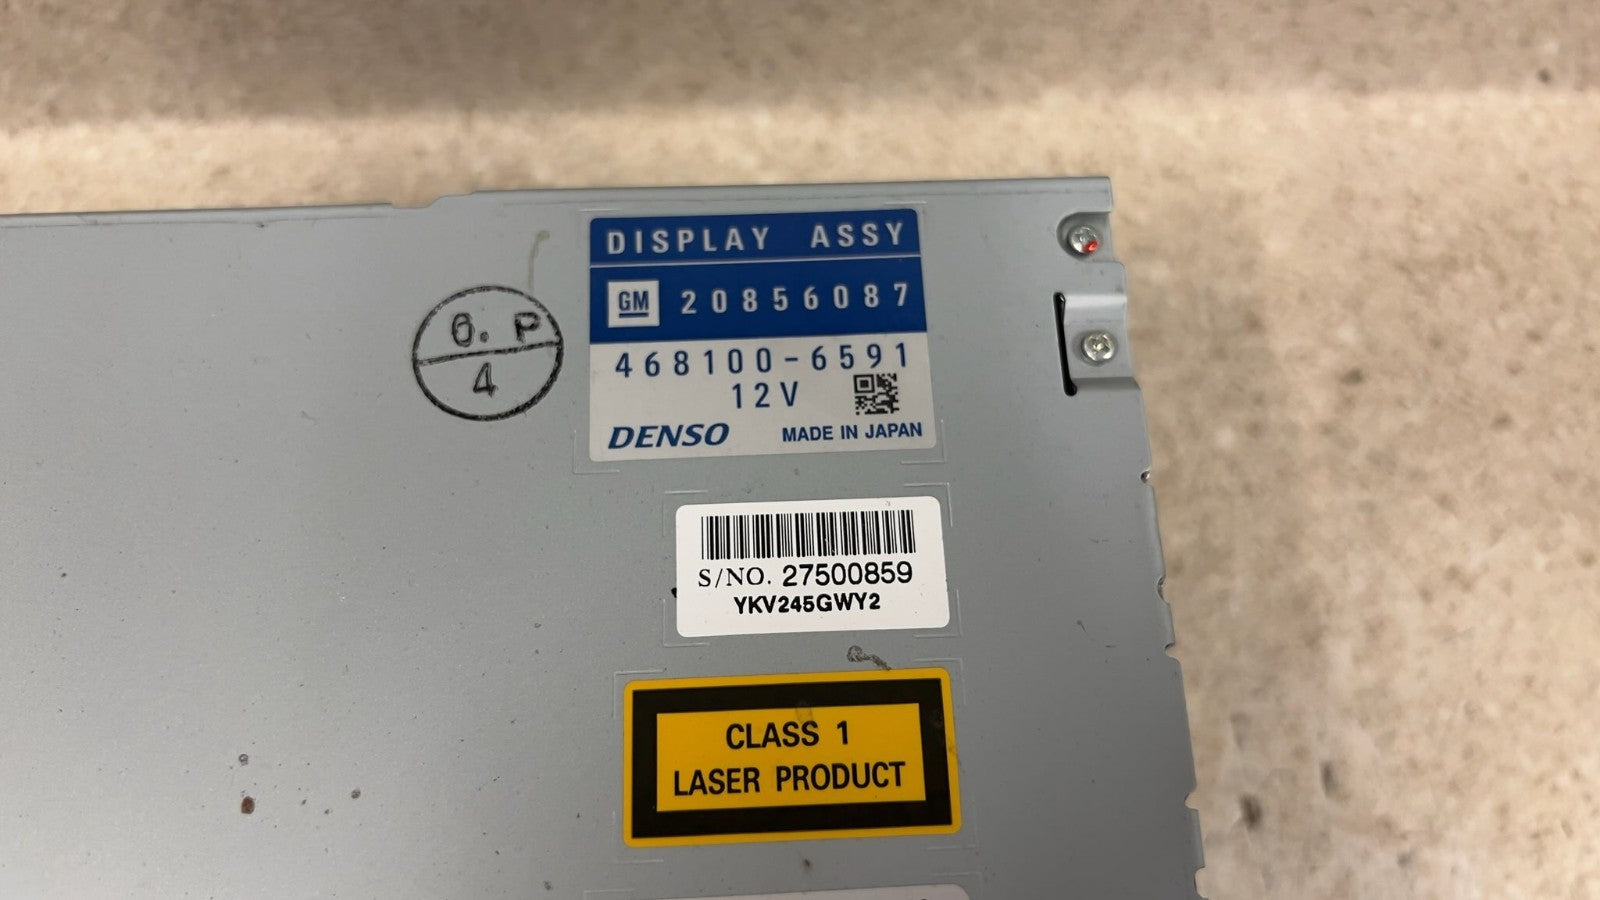 DISPLAY ASSY
GM 20856087
468100-6591
12V
DENSO MADE IN JAPAN
6. P
4
S/NO. 27500859
YKV245GWY2
CLASS 1
LASER PRODUCT